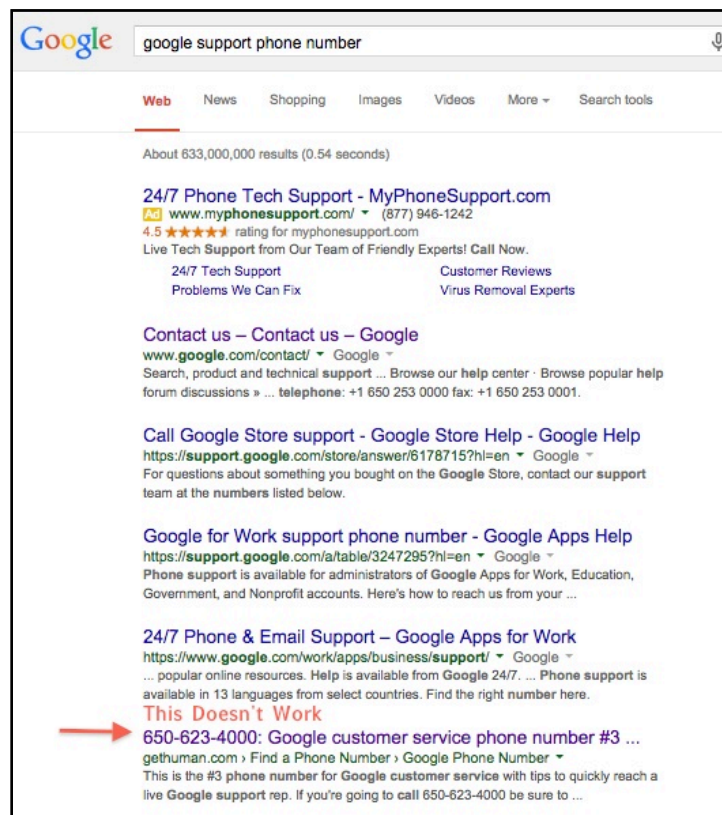 Google google support phone number
Web News Shopping Images Videos More Search tools
About 633,000,000 results (0.54 seconds)
24/7 Phone Tech Support - MyPhoneSupport.com
Ad www.myphonesupport.com/ (877) 946-1242
4.5 ★★★★★ rating for myphonesupport.com
Live Tech Support from Our Team of Friendly Experts! Call Now.
24/7 Tech Support Customer Reviews
Problems We Can Fix Virus Removal Experts
Contact us – Contact us – Google
www.google.com/contact/ Google
Search, product and technical support ... Browse our help center · Browse popular help
forum discussions » ... telephone: +1 650 253 0000 fax: +1 650 253 0001.
Call Google Store support - Google Store Help - Google Help
https://support.google.com/store/answer/6178715?hl=en Google
For questions about something you bought on the Google Store, contact our support
team at the numbers listed below.
Google for Work support phone number - Google Apps Help
https://support.google.com/a/table/3247295?hl=en Google
Phone support is available for administrators of Google Apps for Work, Education,
Government, and Nonprofit accounts. Here's how to reach us from your ...
24/7 Phone & Email Support – Google Apps for Work
https://www.google.com/work/apps/business/support/ Google
... popular online resources. Help is available from Google 24/7. ... Phone support is
available in 13 languages from select countries. Find the right number here.
This Doesn't Work
650-623-4000: Google customer service phone number #3 ...
gethuman.com › Find a Phone Number › Google Phone Number
This is the #3 phone number for Google customer service with tips to quickly reach a
live Google support rep. If you're going to call 650-623-4000 be sure to ...